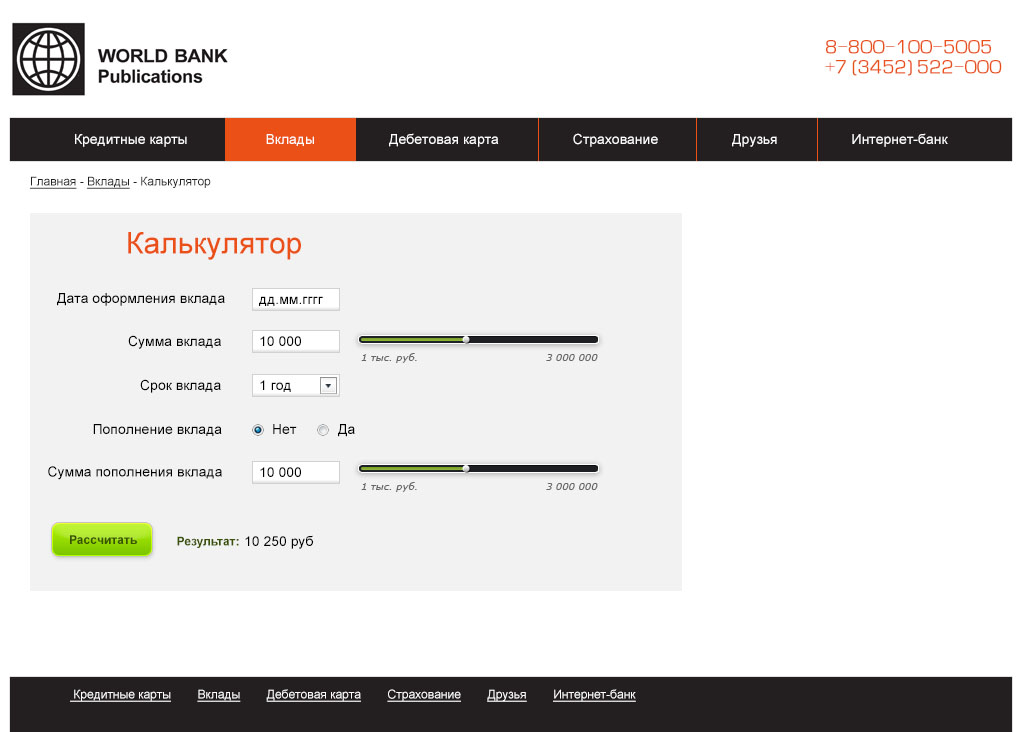 WORLD BANK
Publications
8-800-100-5005
+7 (3452) 522-000
Кредитные карты Вклады Дебетовая карта Страхование Друзья Интернет-банк
Главная - Вклады - Калькулятор
Калькулятор
Дата оформления вклада дд.мм.гггг
Сумма вклада 10 000
1 тыс. руб. 3 000 000
Срок вклада 1 год
Пополнение вклада Нет Да
Сумма пополнения вклада 10 000
1 тыс. руб. 3 000 000
Рассчитать Результат: 10 250 руб
Кредитные карты Вклады Дебетовая карта Страхование Друзья Интернет-банк